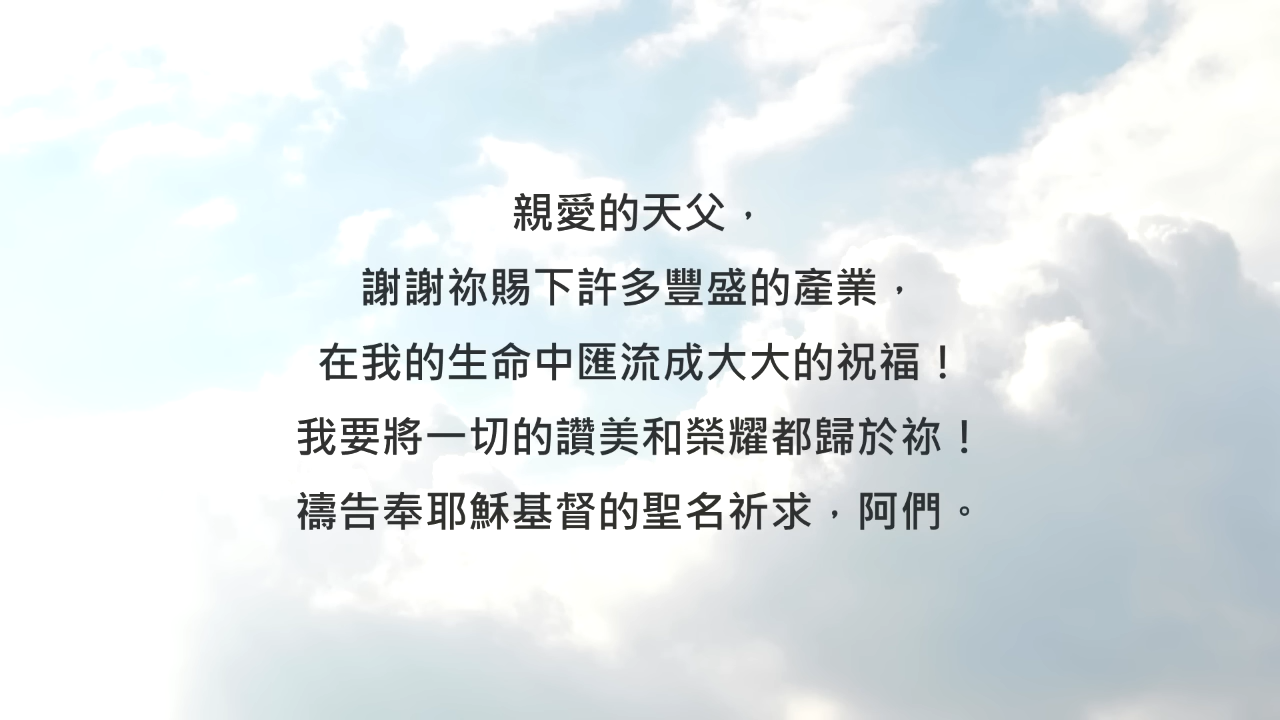 親愛的天父，
謝謝祢賜下許多豐盛的產業，
在我的生命中匯流成大大的祝福！
我要將一切的讚美和榮耀都歸於祢！
禱告奉耶穌基督的聖名祈求，阿們。